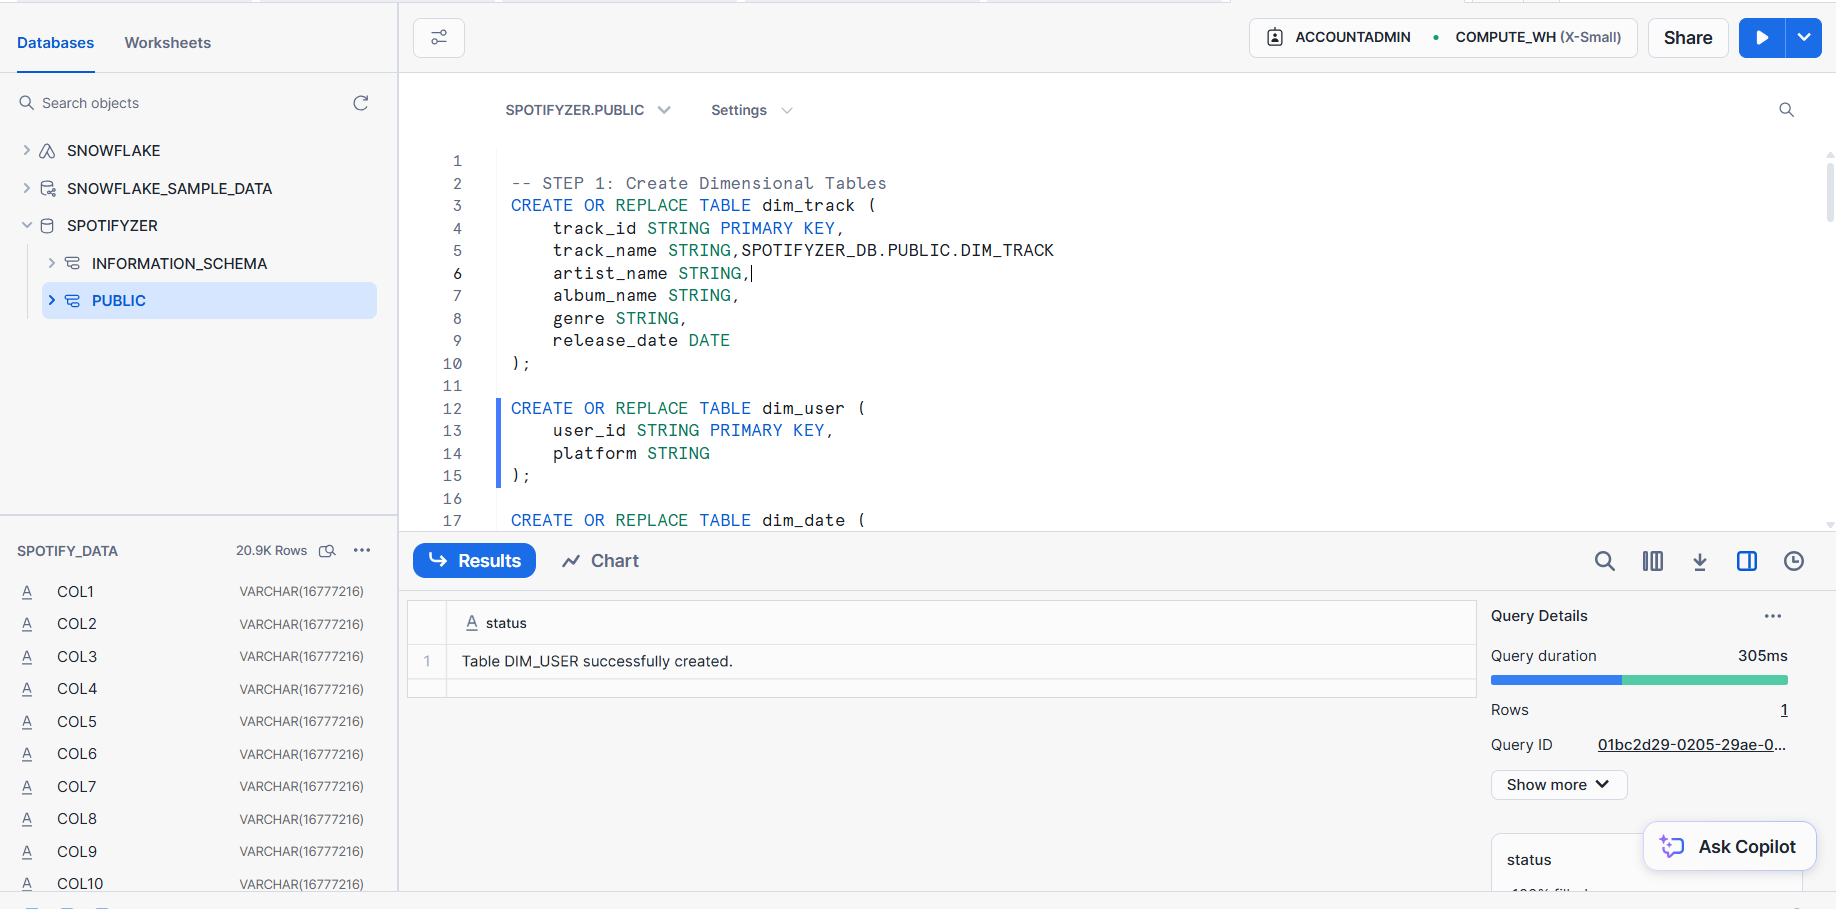 Databases
Worksheets
ACCOUNTADMIN
COMPUTE_WH (X-Small)
Share
Search objects
SNOWFLAKE
SNOWFLAKE_SAMPLE_DATA
SPOTIFYZER
INFORMATION_SCHEMA
PUBLIC
SPOTIFYZER.PUBLIC
Settings
1
2 -- STEP 1: Create Dimensional Tables
3 CREATE OR REPLACE TABLE dim_track (
4 track_id STRING PRIMARY KEY,
5 track_name STRING,SPOTIFYZER_DB.PUBLIC.DIM_TRACK
6 artist_name STRING,
7 album_name STRING,
8 genre STRING,
9 release_date DATE
10 );
11
12 CREATE OR REPLACE TABLE dim_user (
13 user_id STRING PRIMARY KEY,
14 platform STRING
15 );
16
17 CREATE OR REPLACE TABLE dim_date (
SPOTIFY_DATA 20.9K Rows
A COL1 VARCHAR(16777216)
A COL2 VARCHAR(16777216)
A COL3 VARCHAR(16777216)
A COL4 VARCHAR(16777216)
A COL5 VARCHAR(16777216)
A COL6 VARCHAR(16777216)
A COL7 VARCHAR(16777216)
A COL8 VARCHAR(16777216)
A COL9 VARCHAR(16777216)
A COL10 VARCHAR(16777216)
Results
Chart
A status
1 Table DIM_USER successfully created.
Query Details
Query duration 305ms
Rows 1
Query ID 01bc2d29-0205-29ae-0...
Show more
status
Ask Copilot